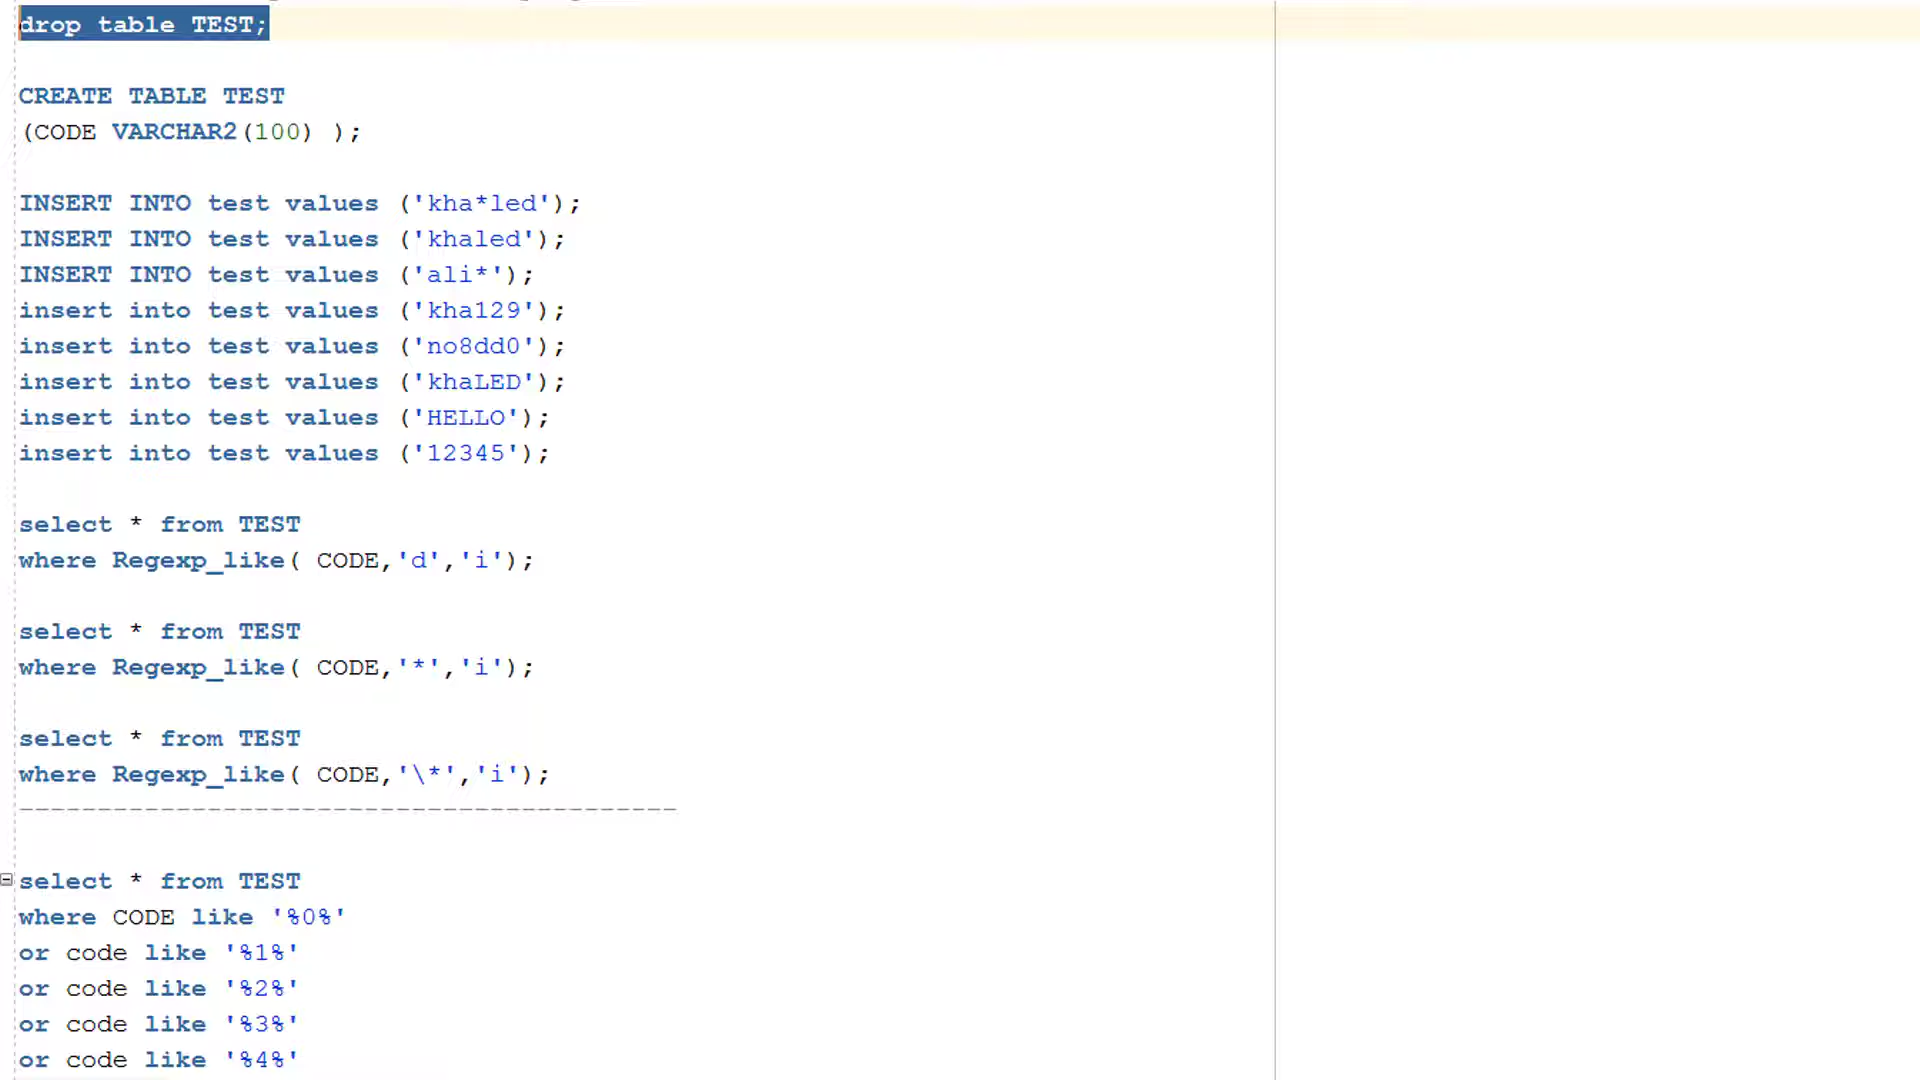 drop table TEST;
CREATE TABLE TEST
(CODE VARCHAR2(100) );
INSERT INTO test values ('kha*led');
INSERT INTO test values ('khaled');
INSERT INTO test values ('ali*');
insert into test values ('kha129');
insert into test values ('no8dd0');
insert into test values ('khaLED');
insert into test values ('HELLO');
insert into test values ('12345');
select * from TEST
where Regexp_like( CODE,'d','i');
select * from TEST
where Regexp_like( CODE,'*','i');
select * from TEST
where Regexp_like( CODE,'\*','i');
------------------------------------------
select * from TEST
where CODE like '%0%'
or code like '%1%'
or code like '%2%'
or code like '%3%'
or code like '%4%'